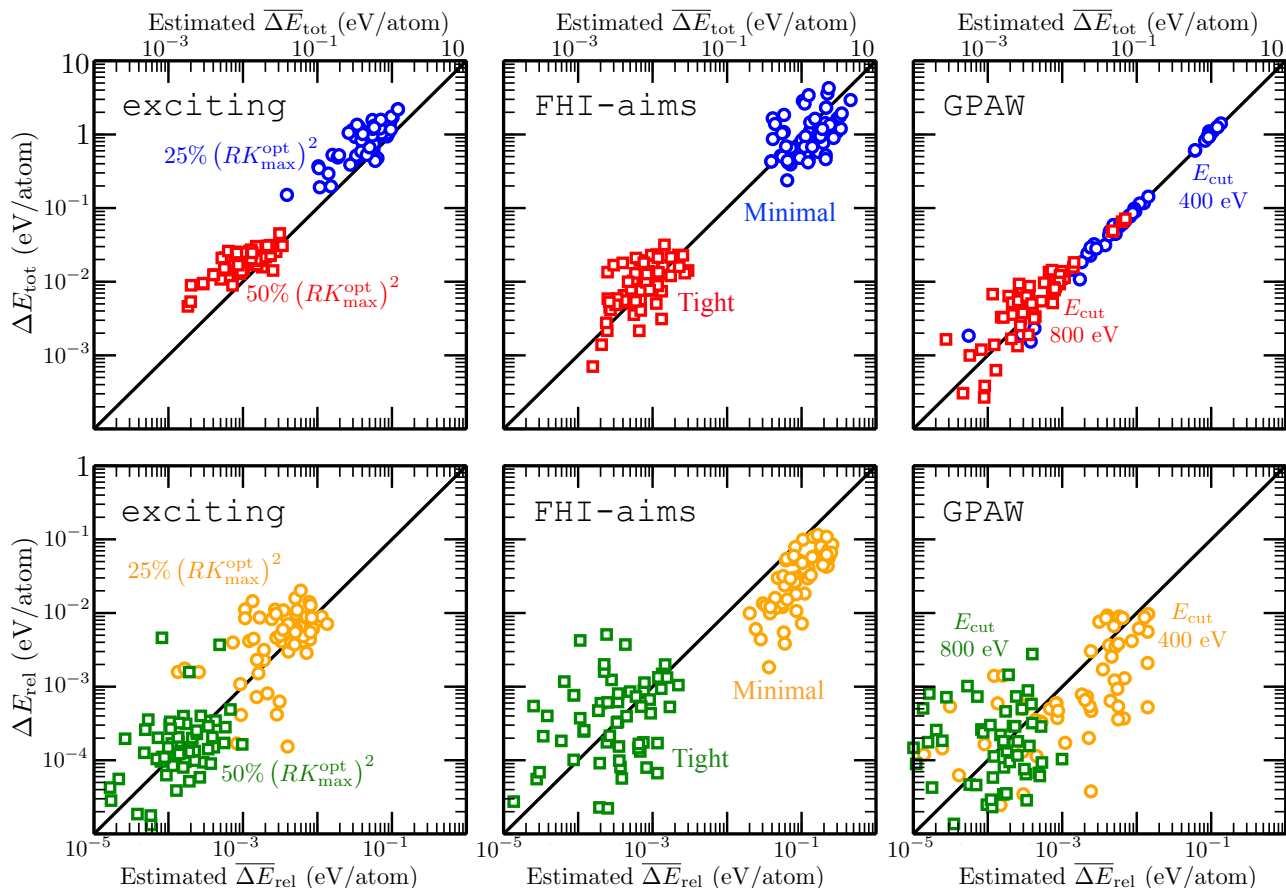 Estimated $\overline{\Delta E}_{\text{tot}}$ (eV/atom) Estimated $\overline{\Delta E}_{\text{tot}}$ (eV/atom) Estimated $\overline{\Delta E}_{\text{tot}}$ (eV/atom)
$10^{-3}$ $10^{-1}$ 10 $10^{-3}$ $10^{-1}$ 10 $10^{-3}$ $10^{-1}$ 10
$\Delta E_{\text{tot}}$ (eV/atom)
10
1
$10^{-1}$
$10^{-2}$
$10^{-3}$
exciting
25% $(RK_{\text{max}}^{\text{opt}})^2$
50% $(RK_{\text{max}}^{\text{opt}})^2$
FHI-aims
Minimal
Tight
GPAW
$E_{\text{cut}}$
400 eV
$E_{\text{cut}}$
800 eV
$\Delta E_{\text{rel}}$ (eV/atom)
1
$10^{-1}$
$10^{-2}$
$10^{-3}$
$10^{-4}$
exciting
25% $(RK_{\text{max}}^{\text{opt}})^2$
50% $(RK_{\text{max}}^{\text{opt}})^2$
FHI-aims
Minimal
Tight
GPAW
$E_{\text{cut}}$
800 eV
$E_{\text{cut}}$
400 eV
$10^{-5}$ $10^{-3}$ $10^{-1}$ $10^{-5}$ $10^{-3}$ $10^{-1}$ $10^{-5}$ $10^{-3}$ $10^{-1}$
Estimated $\overline{\Delta E}_{\text{rel}}$ (eV/atom) Estimated $\overline{\Delta E}_{\text{rel}}$ (eV/atom) Estimated $\overline{\Delta E}_{\text{rel}}$ (eV/atom)